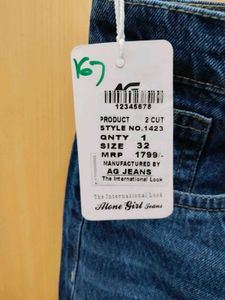 K67
AG
12345678
PRODUCT 2 CUT
STYLE NO.1423
QNTY 1
SIZE 32
MRP 1799/-
MANUFACTURED BY
AG JEANS
The International Look
The International Look
Alone Girl Jeans